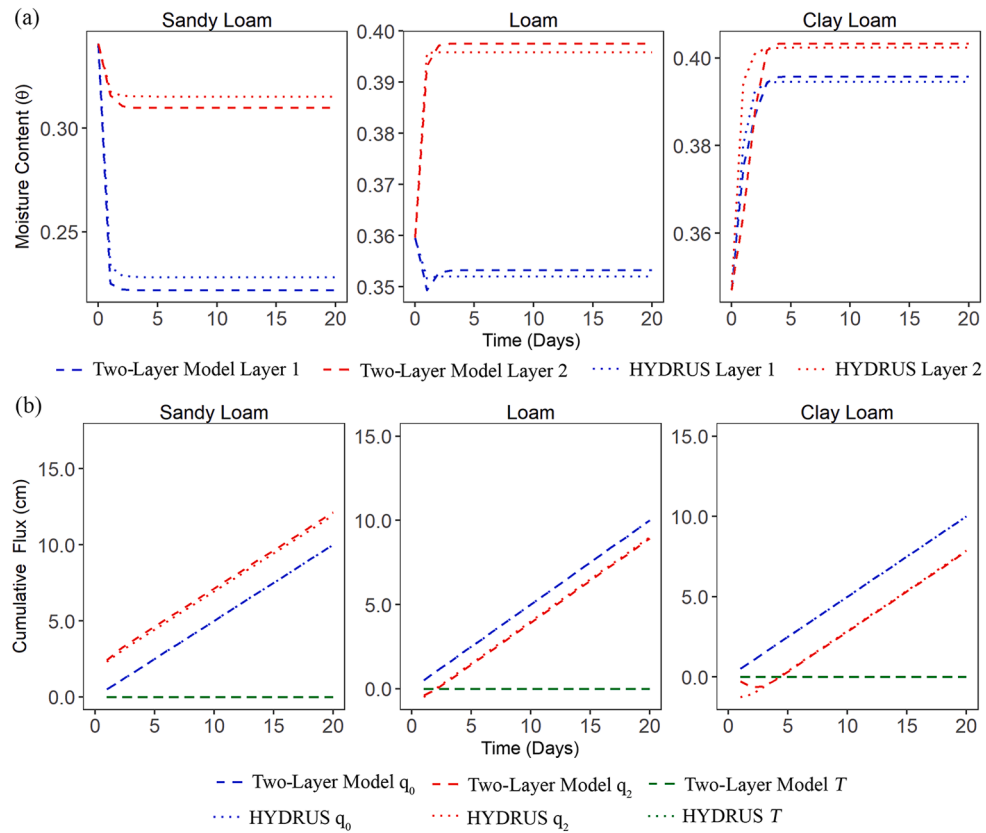 (a)
Sandy Loam Loam Clay Loam
Moisture Content (θ)
0.30
0.25
0.40
0.39
0.38
0.37
0.36
0.35
0.40
0.38
0.36
0 5 10 15 20 0 5 10 15 20 0 5 10 15 20
Time (Days)
Two-Layer Model Layer 1 Two-Layer Model Layer 2 HYDRUS Layer 1 HYDRUS Layer 2
(b)
Sandy Loam Loam Clay Loam
Cumulative Flux (cm)
15.0
10.0
5.0
0.0
15.0
10.0
5.0
0.0
15.0
10.0
5.0
0.0
0 5 10 15 20 0 5 10 15 20 0 5 10 15 20
Time (Days)
Two-Layer Model q₀ Two-Layer Model q₂ Two-Layer Model T
HYDRUS q₀ HYDRUS q₂ HYDRUS T